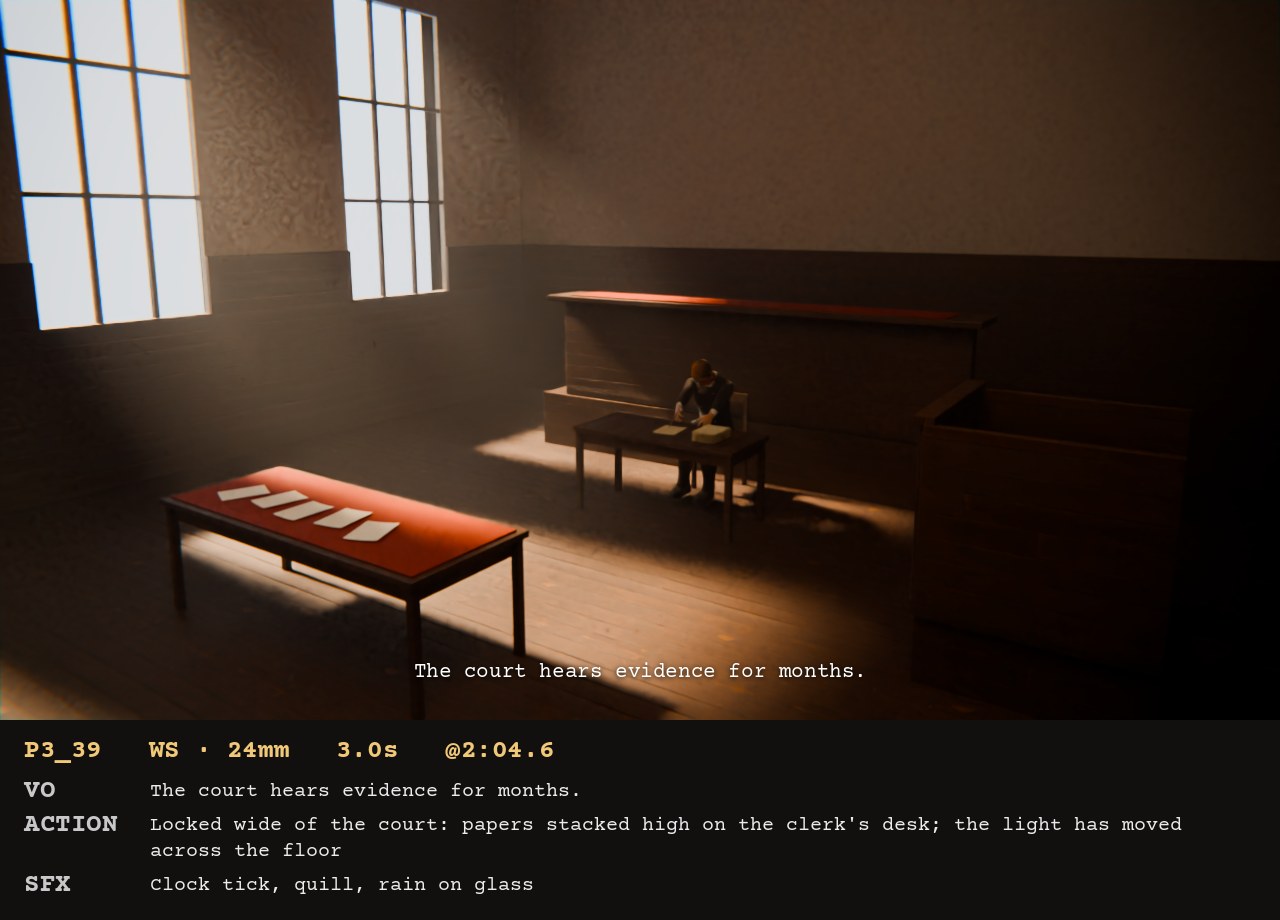 The court hears evidence for months.
P3_39 WS · 24mm 3.0s @2:04.6
VO The court hears evidence for months.
ACTION Locked wide of the court: papers stacked high on the clerk's desk; the light has moved
across the floor
SFX Clock tick, quill, rain on glass